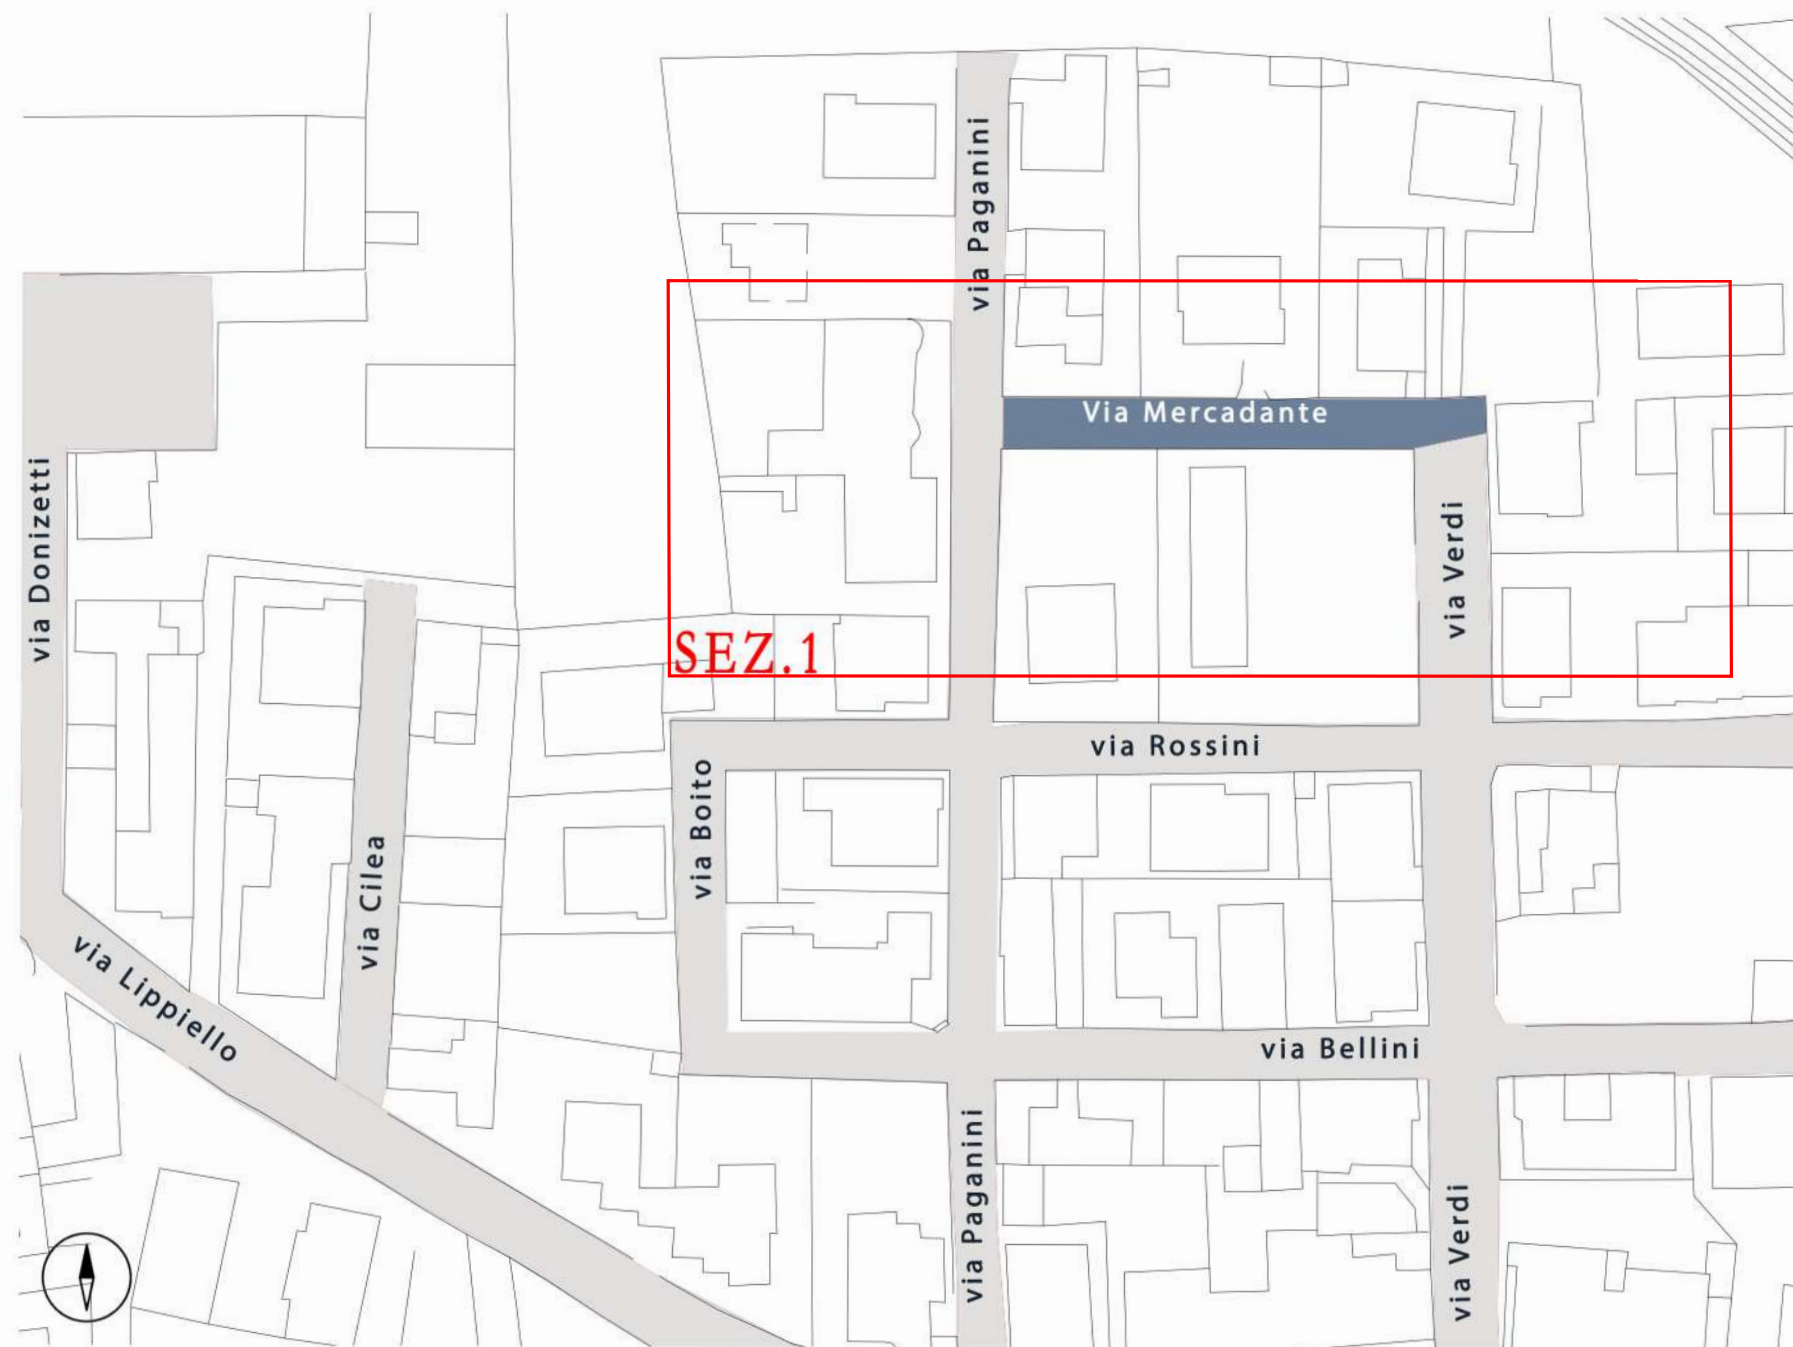 via Paganini
Via Mercadante
via Donizetti
via Verdi
SEZ.1
via Rossini
via Boito
via Cilea
via Lippiello
via Bellini
via Paganini
via Verdi